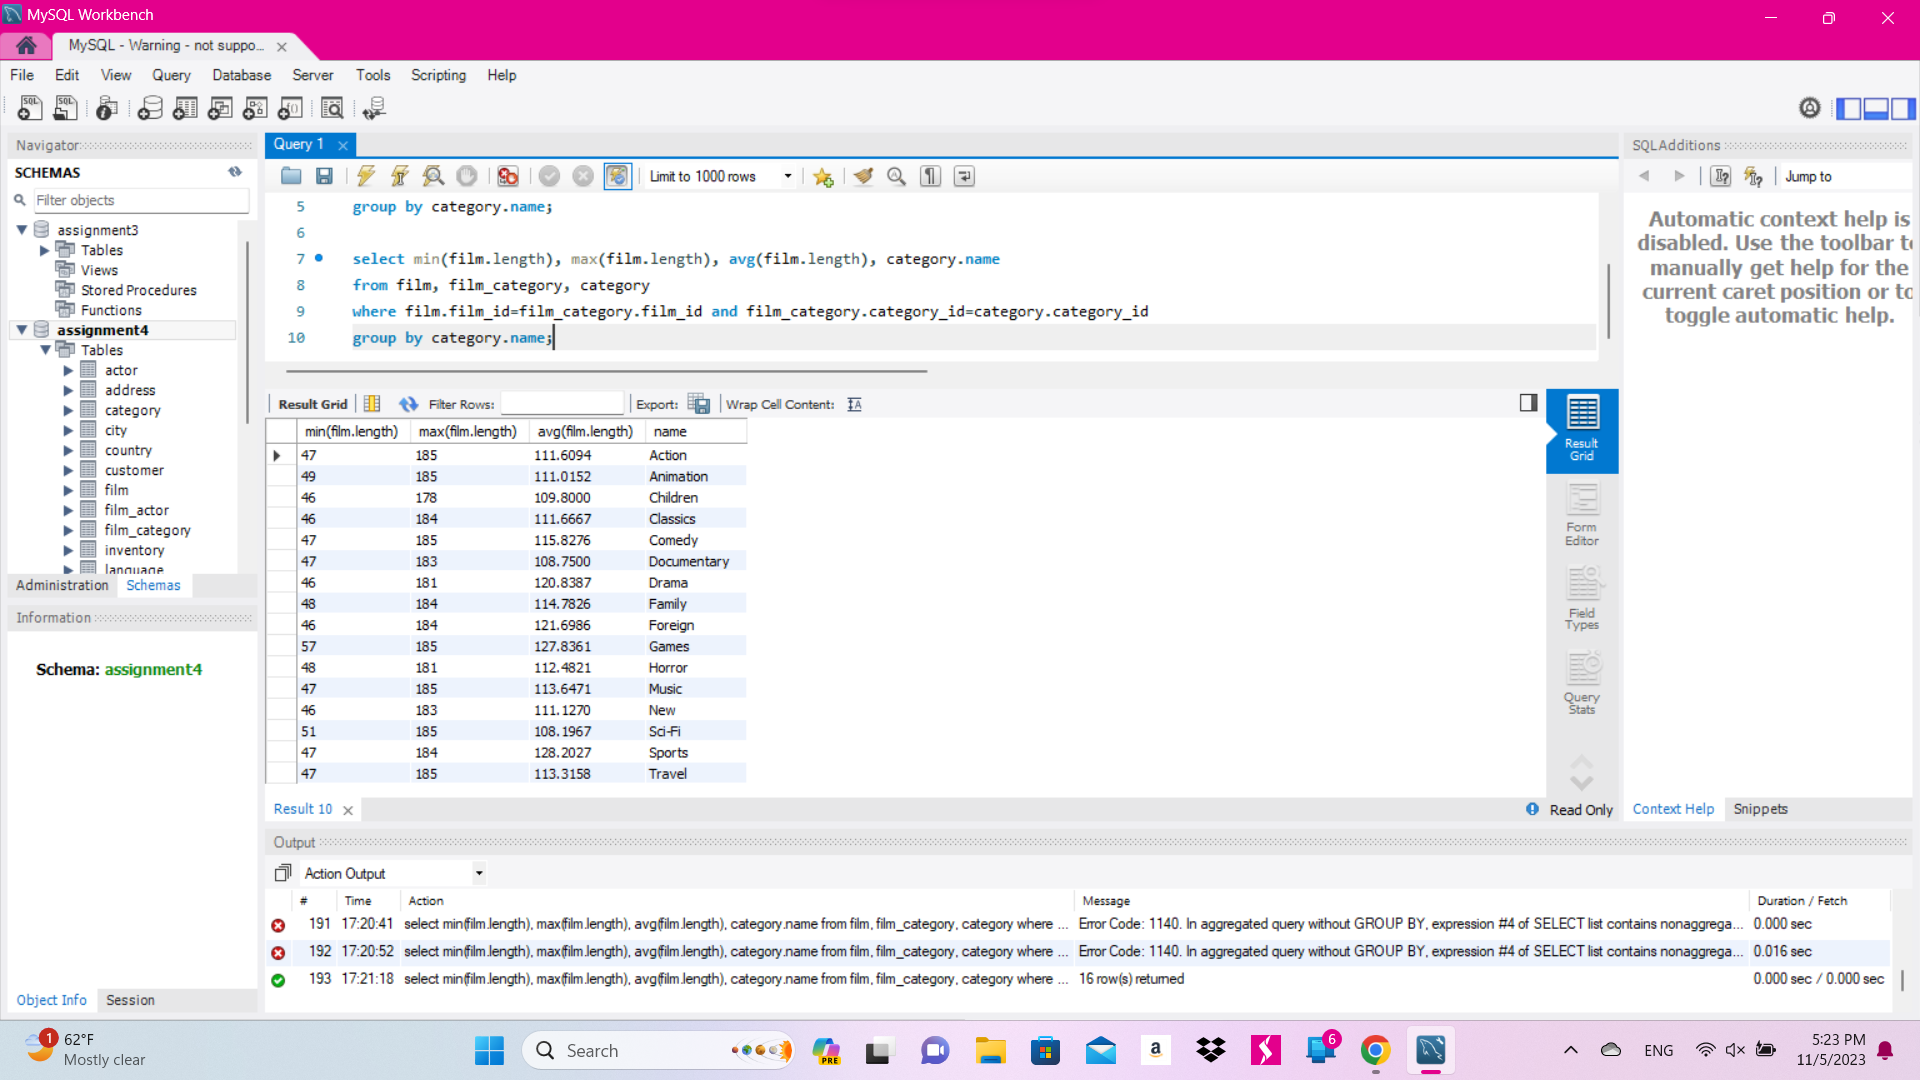 MySQL Workbench
MySQL - Warning - not suppo...
File Edit View Query Database Server Tools Scripting Help
Navigator
SCHEMAS
Filter objects
assignment3
Tables
Views
Stored Procedures
Functions
assignment4
Tables
actor
address
category
city
country
customer
film
film_actor
film_category
inventory
language
Administration Schemas
Information
Schema: assignment4
Object Info Session
Query 1
Limit to 1000 rows
5 group by category.name;
6
7 select min(film.length), max(film.length), avg(film.length), category.name
8 from film, film_category, category
9 where film.film_id=film_category.film_id and film_category.category_id=category.category_id
10 group by category.name;
Result Grid Filter Rows: Export: Wrap Cell Content:
min(film.length) max(film.length) avg(film.length) name
47 185 111.6094 Action
49 185 111.0152 Animation
46 178 109.8000 Children
46 184 111.6667 Classics
47 185 115.8276 Comedy
47 183 108.7500 Documentary
46 181 120.8387 Drama
48 184 114.7826 Family
46 184 121.6986 Foreign
57 185 127.8361 Games
48 181 112.4821 Horror
47 185 113.6471 Music
46 183 111.1270 New
51 185 108.1967 Sci-Fi
47 184 128.2027 Sports
47 185 113.3158 Travel
Result
Grid
Form
Editor
Field
Types
Query
Stats
Result 10
Read Only
SQLAdditions
Jump to
Automatic context help is
disabled. Use the toolbar to
manually get help for the
current caret position or to
toggle automatic help.
Context Help Snippets
Output
Action Output
# Time Action Message Duration / Fetch
191 17:20:41 select min(film.length), max(film.length), avg(film.length), category.name from film, film_category, category where ... Error Code: 1140. In aggregated query without GROUP BY, expression #4 of SELECT list contains nonaggrega... 0.000 sec
192 17:20:52 select min(film.length), max(film.length), avg(film.length), category.name from film, film_category, category where ... Error Code: 1140. In aggregated query without GROUP BY, expression #4 of SELECT list contains nonaggrega... 0.016 sec
193 17:21:18 select min(film.length), max(film.length), avg(film.length), category.name from film, film_category, category where ... 16 row(s) returned 0.000 sec / 0.000 sec
1
62°F
Mostly clear
Search
PRE
a
6
ENG
5:23 PM
11/5/2023